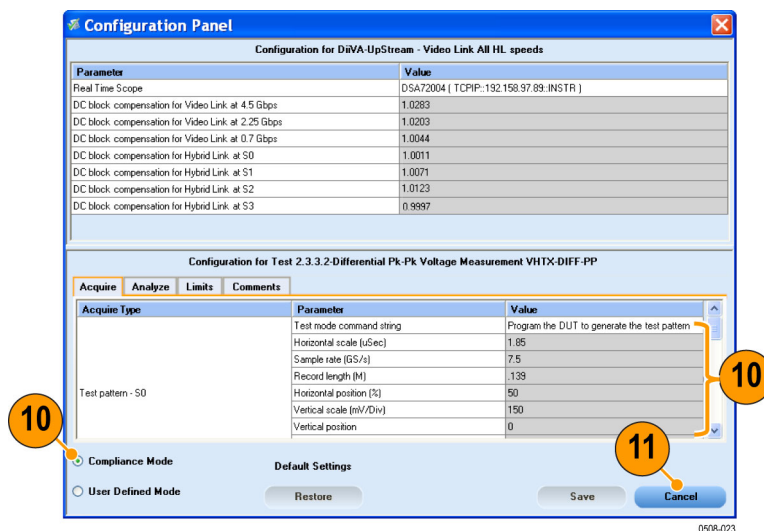 Configuration Panel
Configuration for DiiVA-UpStream - Video Link All HL speeds
Parameter Value
Real Time Scope DSA72004 ( TCPIP::192.158.97.89::INSTR )
DC block compensation for Video Link at 4.5 Gbps 1.0283
DC block compensation for Video Link at 2.25 Gbps 1.0203
DC block compensation for Video Link at 0.7 Gbps 1.0044
DC block compensation for Hybrid Link at S0 1.0011
DC block compensation for Hybrid Link at S1 1.0071
DC block compensation for Hybrid Link at S2 1.0123
DC block compensation for Hybrid Link at S3 0.9997
Configuration for Test 2.3.3.2-Differential Pk-Pk Voltage Measurement VHTX-DIFF-PP
Acquire Analyze Limits Comments
Acquire Type Parameter Value
Test mode command string Program the DUT to generate the test pattern
Horizontal scale (uSec) 1.85
Sample rate (GS/s) 7.5
Record length (M) .139
Test pattern - S0 Horizontal position (%) 50
Vertical scale (mV/Div) 150
Vertical position 0
10
10
11
Compliance Mode Default Settings
User Defined Mode Restore Save Cancel
0508-023